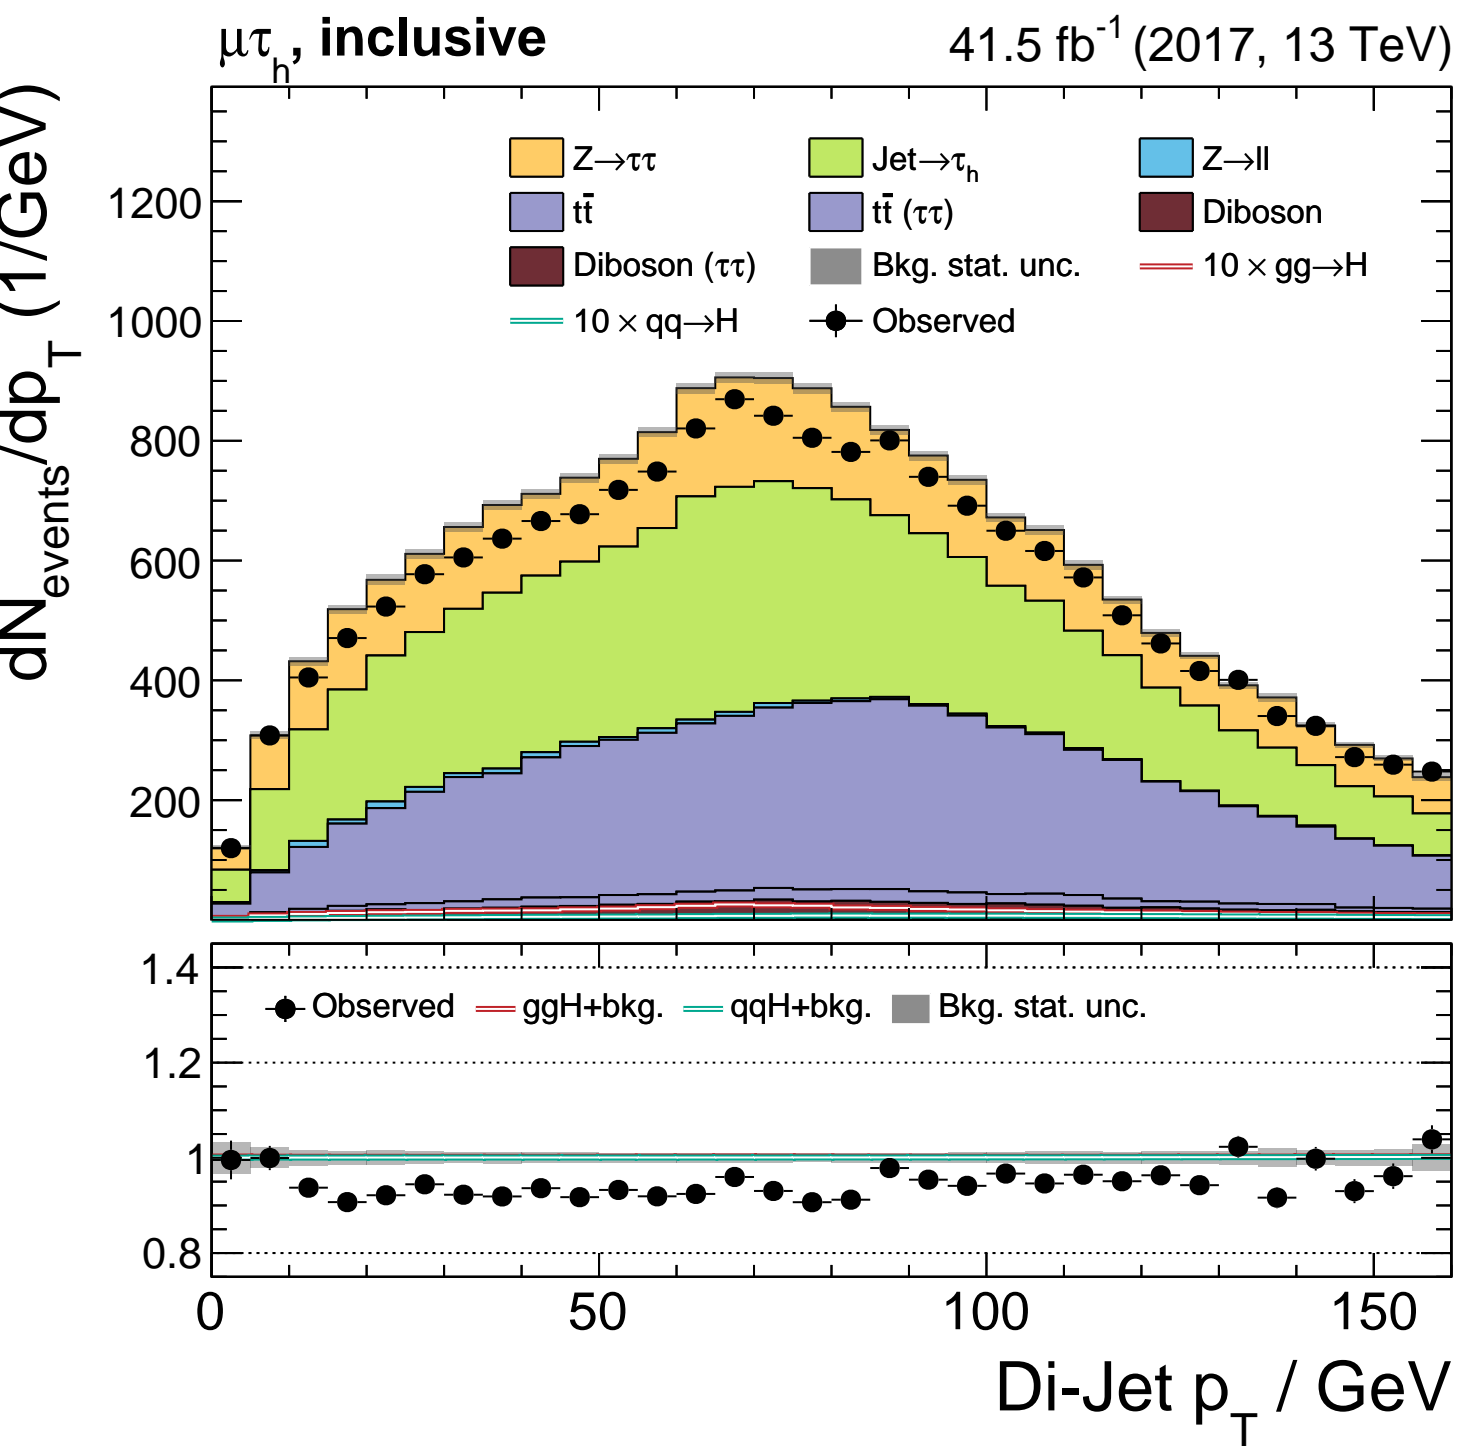 μτh, inclusive 41.5 fb-1 (2017, 13 TeV)
dNevents/dpT (1/GeV)
Z→ττ Jet→τh Z→ll
tt̄ tt̄ (ττ) Diboson
Diboson (ττ) Bkg. stat. unc. 10 × gg→H
10 × qq→H Observed
1200
1000
800
600
400
200
1.4
Observed ggH+bkg. qqH+bkg. Bkg. stat. unc.
1.2
1
0.8
0 50 100 150
Di-Jet pT / GeV